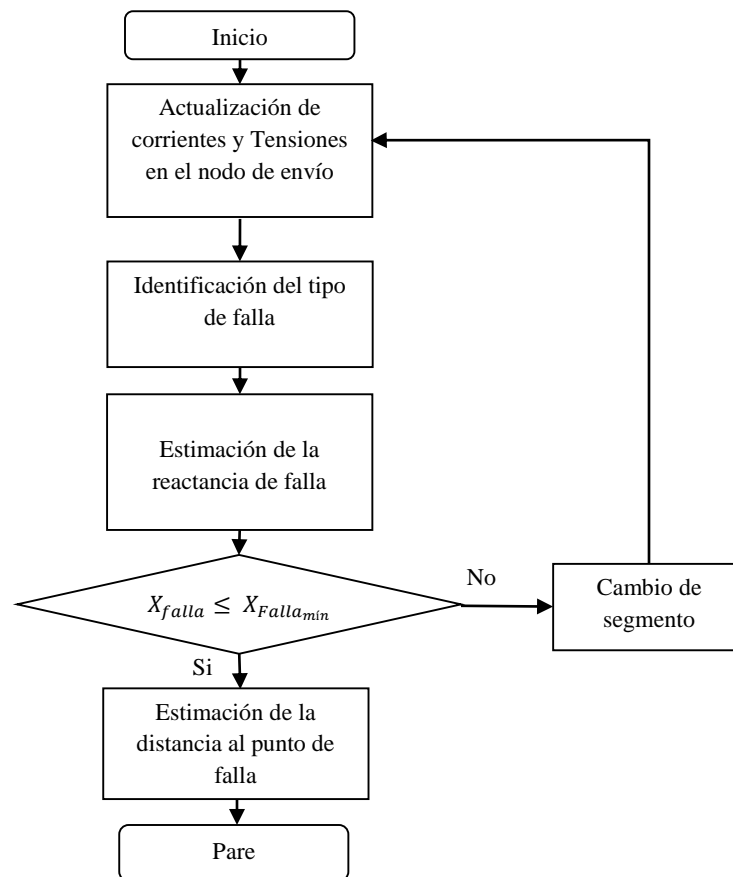 Inicio
Actualización de
corrientes y Tensiones
en el nodo de envío
Identificación del tipo
de falla
Estimación de la
reactancia de falla
X_falla ≤ X_Falla_mín
No
Cambio de
segmento
Si
Estimación de la
distancia al punto de
falla
Pare